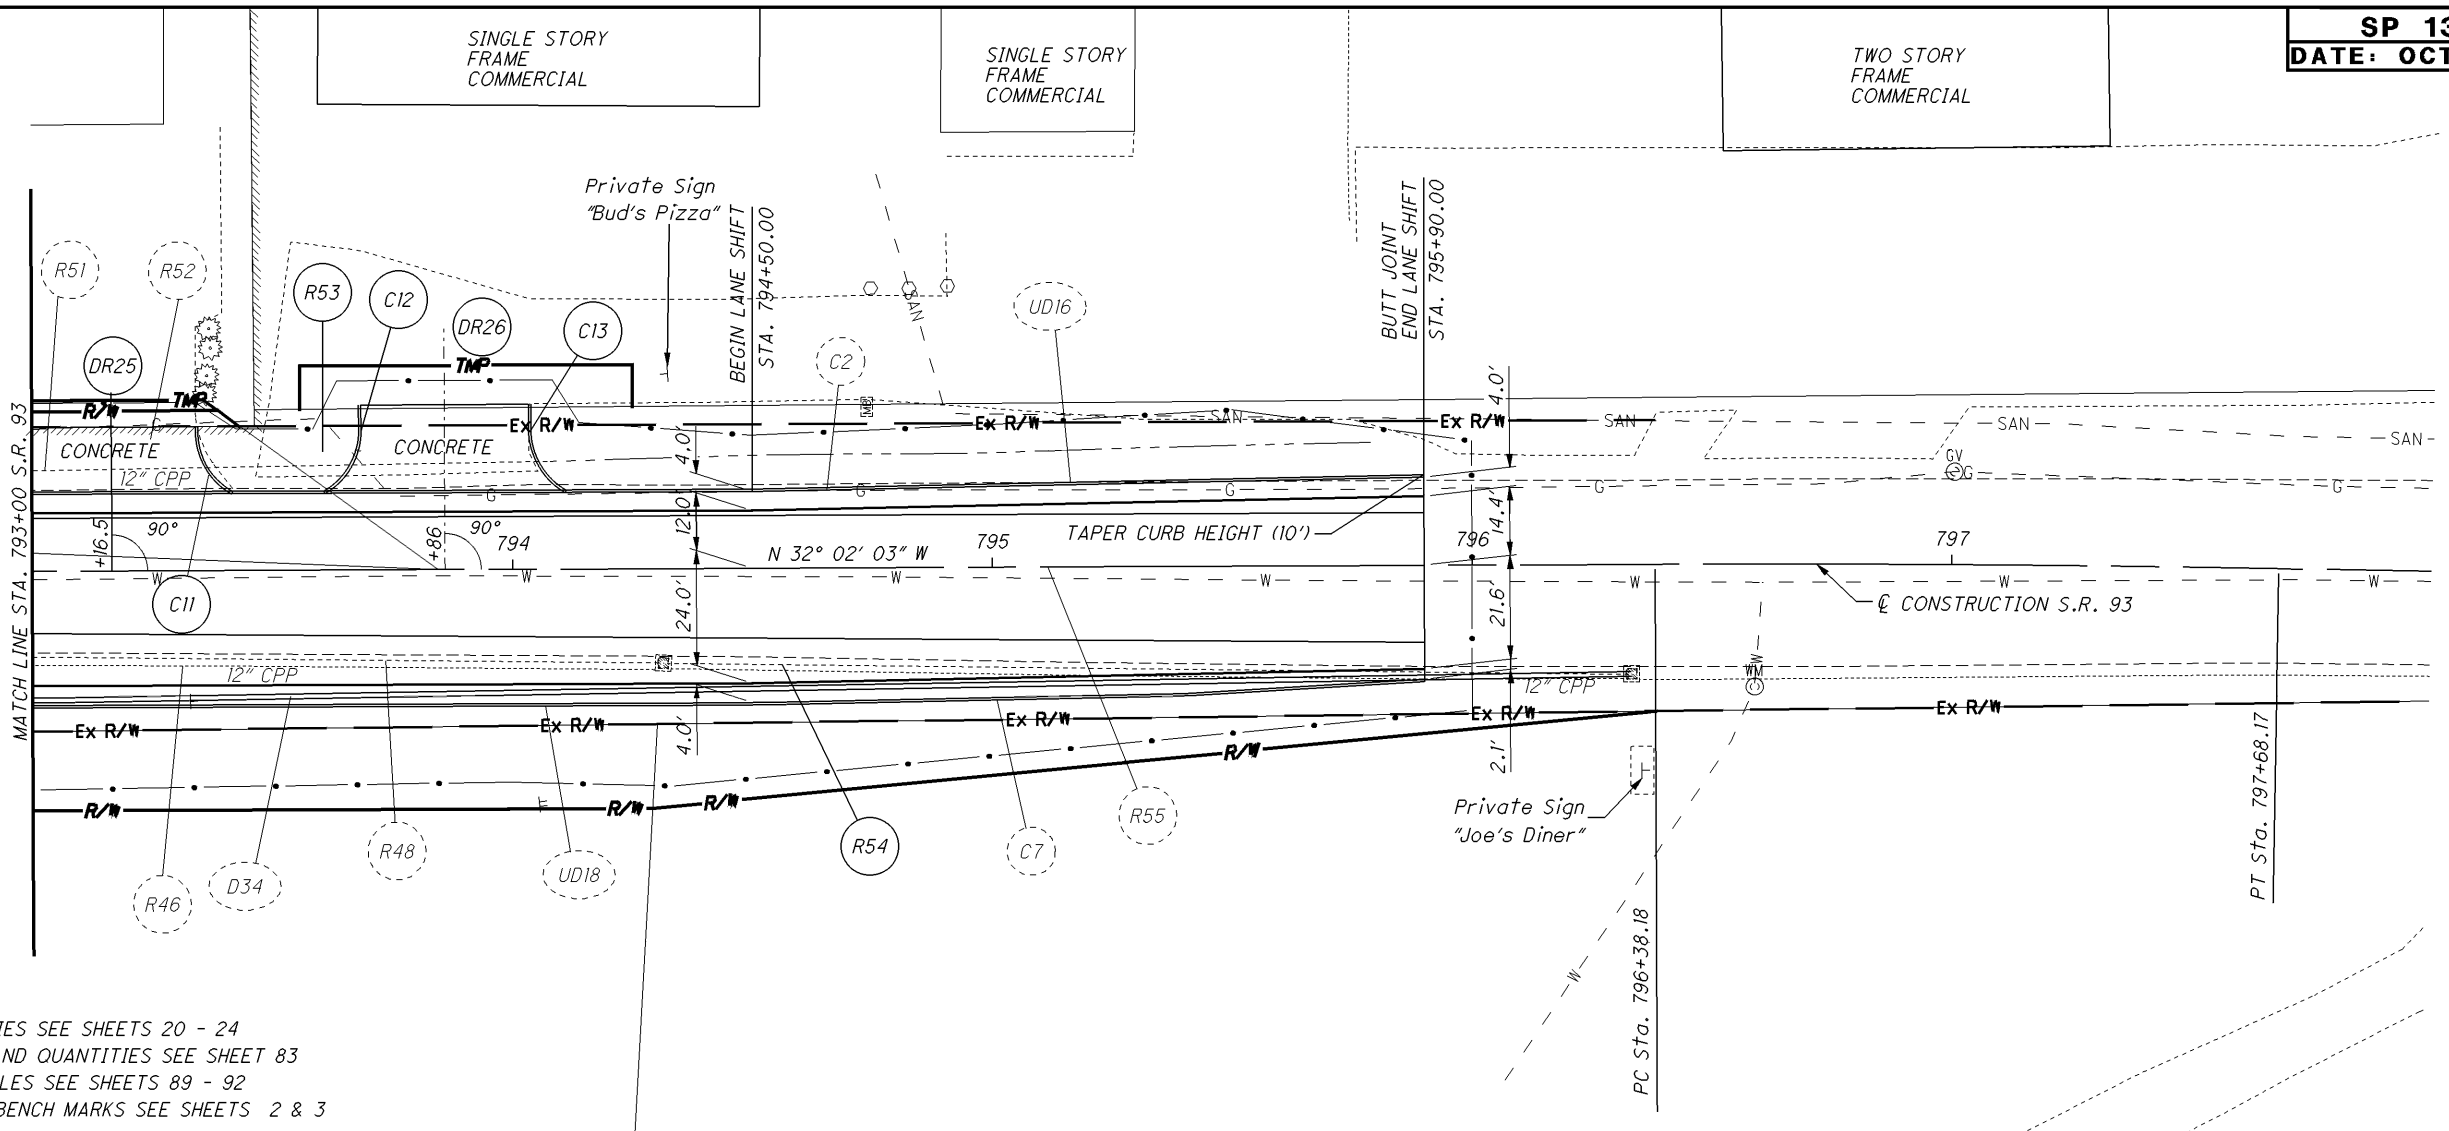 SP 13
DATE: OCT
SINGLE STORY
FRAME
COMMERCIAL
SINGLE STORY
FRAME
COMMERCIAL
TWO STORY
FRAME
COMMERCIAL
Private Sign
"Bud's Pizza"
BEGIN LANE SHIFT
STA. 794+50.00
BUTT JOINT
END LANE SHIFT
STA. 795+90.00
R51
R52
R53
C12
DR26
C13
UD16
C2
DR25
SAN
TMP
TMP
R/W
Ex R/W
Ex R/W
Ex R/W
SAN
SAN
SAN
SAN
G
CONCRETE
CONCRETE
12" CPP
4.0'
4.0'
GV
G
G
G
G
G
G
MATCH LINE STA. 793+00 S.R. 93
+16.5
90°
+86
90°
794
12.0'
N 32° 02' 03" W
795
TAPER CURB HEIGHT (10')
796
14.4'
797
W
W
W
W
W
W
W
C11
24.0'
21.6'
℄ CONSTRUCTION S.R. 93
12" CPP
12" CPP
WM
W
Ex R/W
Ex R/W
Ex R/W
Ex R/W
Ex R/W
4.0'
2.1'
R/W
R/W
R/W
R/W
Private Sign
"Joe's Diner"
R46
D34
R48
UD18
R54
C7
R55
W
PC Sta. 796+38.18
PT Sta. 797+68.17
IES SEE SHEETS 20 - 24
ND QUANTITIES SEE SHEET 83
LES SEE SHEETS 89 - 92
BENCH MARKS SEE SHEETS 2 & 3